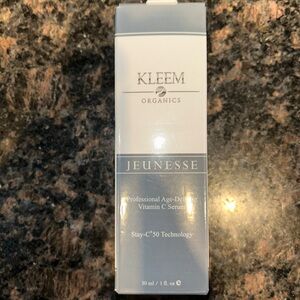 KLEEM
ORGANICS
JEUNESSE
Professional Age-Defying
Vitamin C Serum
Stay-C®50 Technology
30 ml / 1 fl. oz ℮